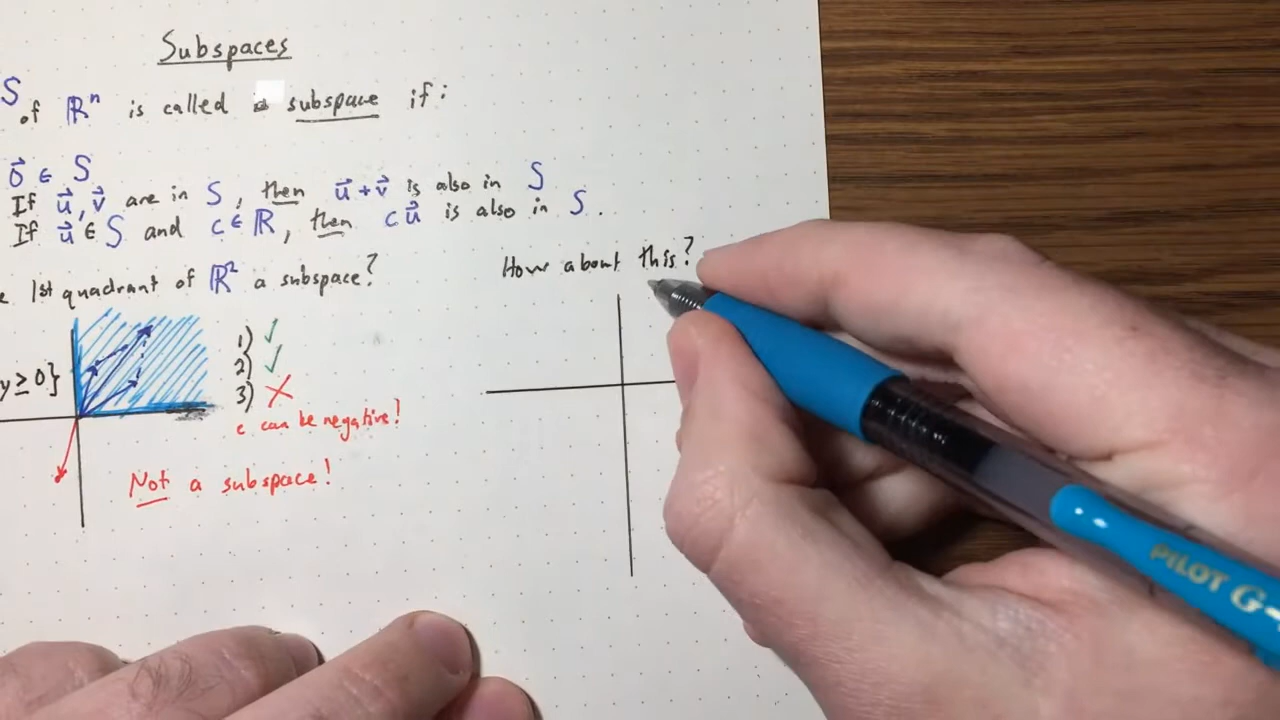 Subspaces
S of ℝⁿ is called a subspace if:
0⃗ ∈ S
If u⃗, v⃗ are in S, then u⃗ + v⃗ is also in S
If u⃗ ∈ S and c ∈ ℝ, then c u⃗ is also in S.
1st quadrant of ℝ² a subspace?
How about this?
y ≥ 0}
1) ✓
2) ✓
3) ✗
c can be negative!
Not a subspace!
PILOT G-